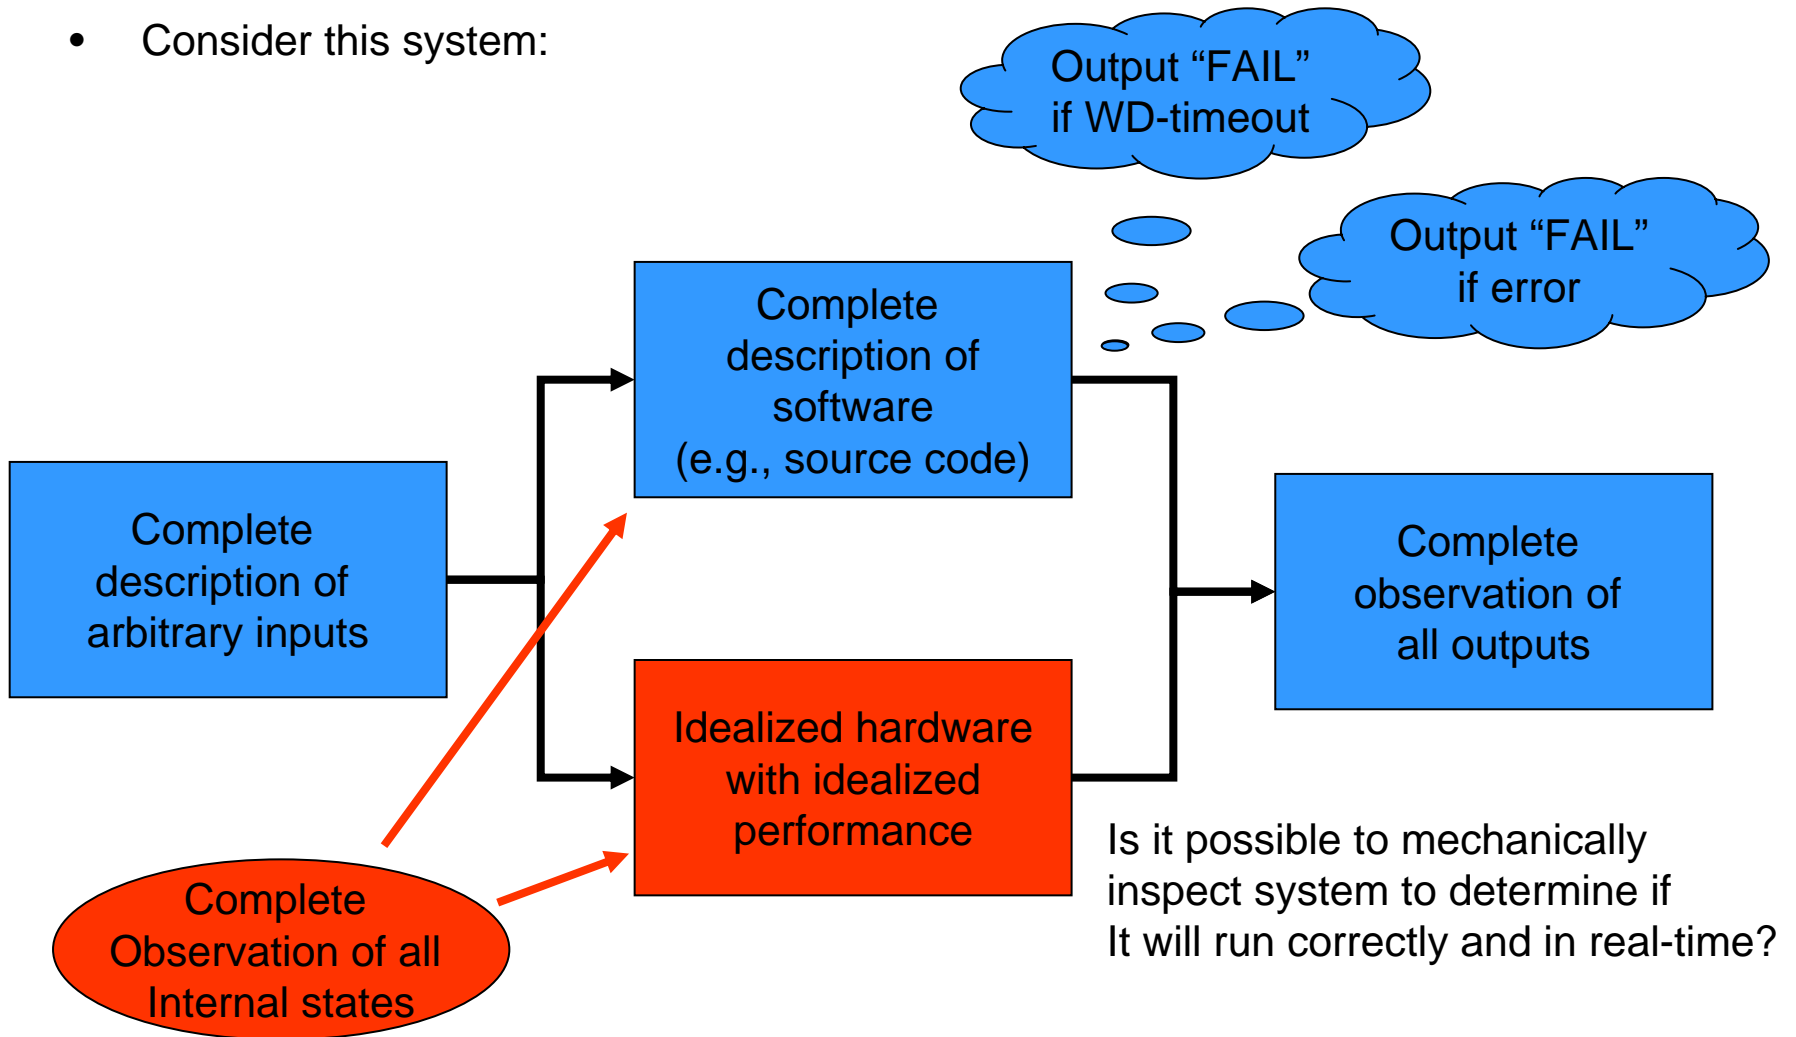 • Consider this system:
Output “FAIL”
if WD-timeout
Output “FAIL”
if error
Complete
description of
software
(e.g., source code)
Complete
description of
arbitrary inputs
Complete
observation of
all outputs
Idealized hardware
with idealized
performance
Complete
Observation of all
Internal states
Is it possible to mechanically
inspect system to determine if
It will run correctly and in real-time?